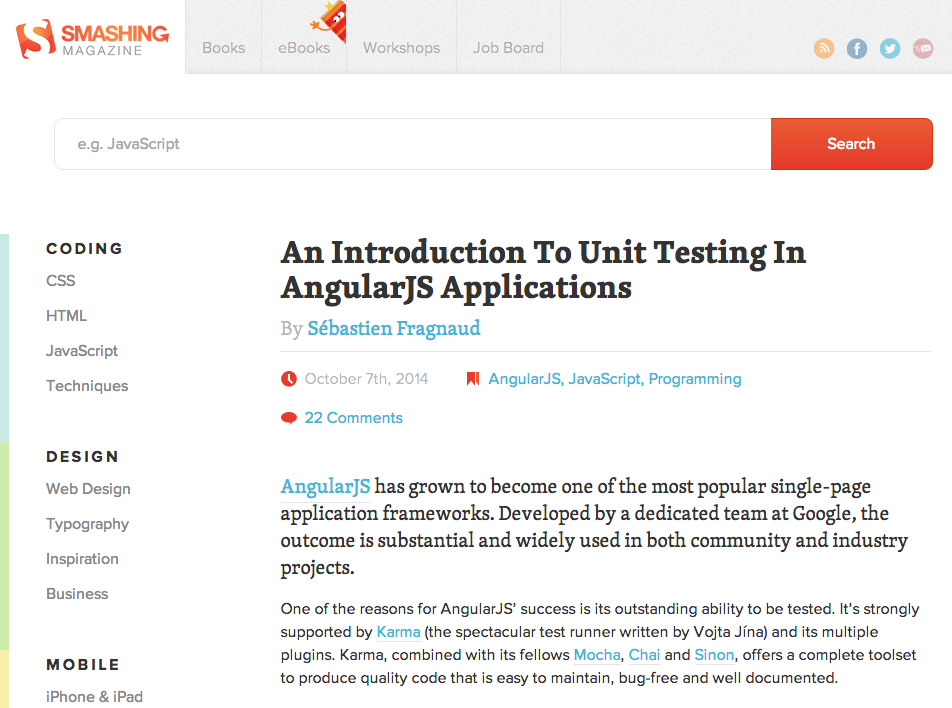 SMASHING
MAGAZINE
Books
eBooks
Workshops
Job Board
e.g. JavaScript
Search
CODING
CSS
HTML
JavaScript
Techniques
DESIGN
Web Design
Typography
Inspiration
Business
MOBILE
iPhone & iPad
An Introduction To Unit Testing In
AngularJS Applications
By Sébastien Fragnaud
October 7th, 2014
AngularJS, JavaScript, Programming
22 Comments
AngularJS has grown to become one of the most popular single-page
application frameworks. Developed by a dedicated team at Google, the
outcome is substantial and widely used in both community and industry
projects.
One of the reasons for AngularJS’ success is its outstanding ability to be tested. It’s strongly
supported by Karma (the spectacular test runner written by Vojta Jína) and its multiple
plugins. Karma, combined with its fellows Mocha, Chai and Sinon, offers a complete toolset
to produce quality code that is easy to maintain, bug-free and well documented.